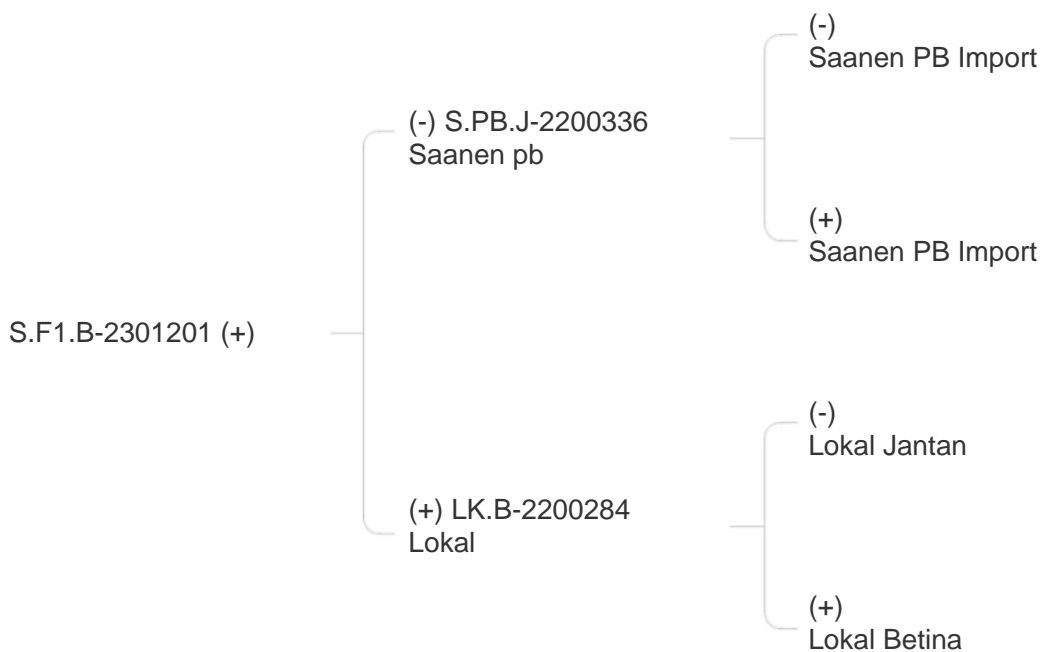 (-)
Saanen PB Import
(-) S.PB.J-2200336
Saanen pb
(+)
Saanen PB Import
S.F1.B-2301201 (+)
(-)
Lokal Jantan
(+) LK.B-2200284
Lokal
(+)
Lokal Betina